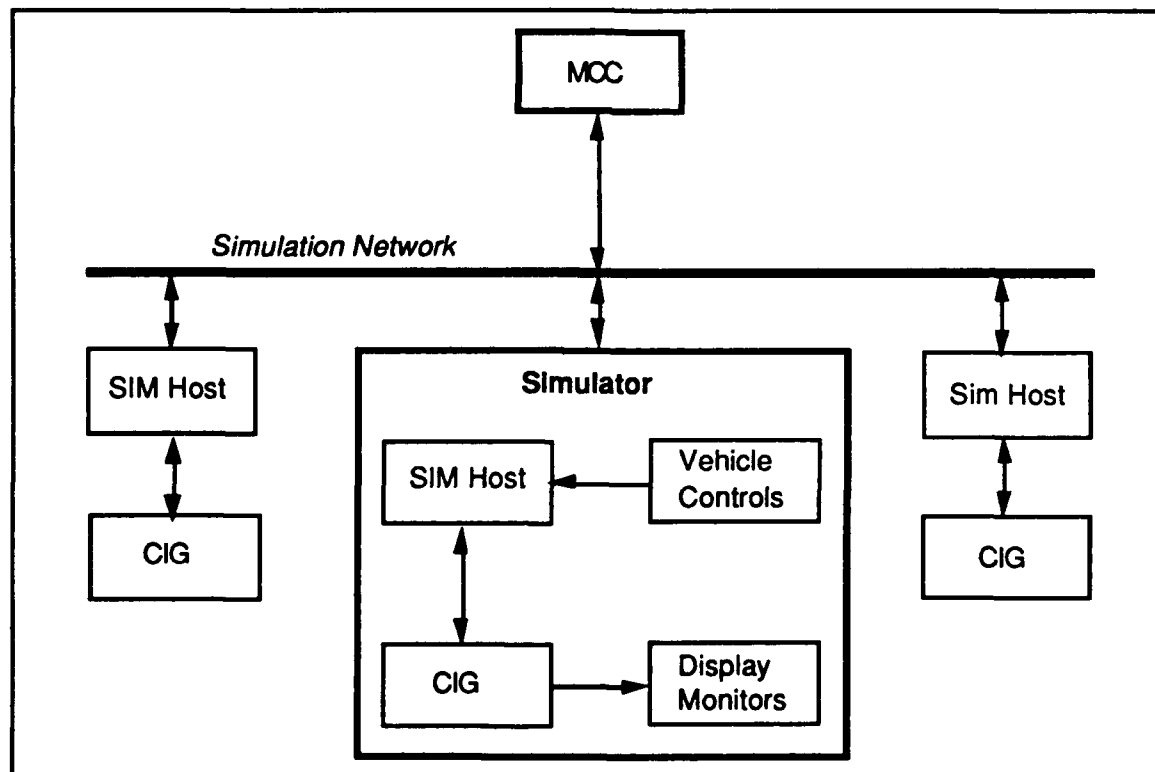 MCC
Simulation Network
SIM Host
Simulator
Sim Host
SIM Host
Vehicle
Controls
CIG
CIG
CIG
Display
Monitors